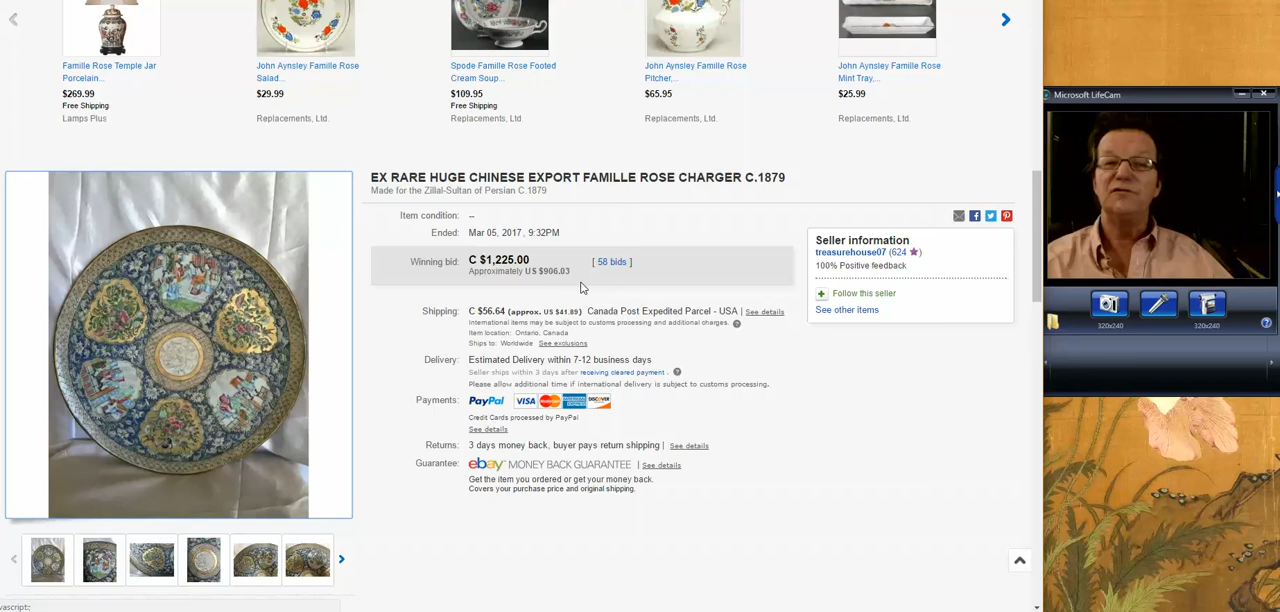 Famille Rose Temple Jar
Porcelain...
$269.99
Free Shipping
Lamps Plus
John Aynsley Famille Rose
Salad...
$29.99
Replacements, Ltd.
Spode Famille Rose Footed
Cream Soup...
$109.95
Free Shipping
Replacements, Ltd.
John Aynsley Famille Rose
Pitcher,...
$65.95
Replacements, Ltd.
John Aynsley Famille Rose
Mint Tray,...
$25.99
Replacements, Ltd.
Microsoft LifeCam
320x240
320x240
EX RARE HUGE CHINESE EXPORT FAMILLE ROSE CHARGER C.1879
Made for the Zillal-Sultan of Persian C.1879
Item condition: --
Ended: Mar 05, 2017 , 9:32PM
Winning bid: C $1,225.00 [ 58 bids ]
Approximately US $906.03
Shipping: C $56.64 (approx. US $41.89) Canada Post Expedited Parcel - USA | See details
International items may be subject to customs processing and additional charges.
Item location: Ontario, Canada
Ships to: Worldwide See exclusions
Delivery: Estimated Delivery within 7-12 business days
Seller ships within 3 days after receiving cleared payment.
Please allow additional time if international delivery is subject to customs processing.
Payments: PayPal VISA MasterCard AMERICAN EXPRESS DISCOVER
Credit Cards processed by PayPal
See details
Returns: 3 days money back, buyer pays return shipping | See details
Guarantee: ebay MONEY BACK GUARANTEE | See details
Get the item you ordered or get your money back.
Covers your purchase price and original shipping.
Seller information
treasurehouse07 (624 ★)
100% Positive feedback
+ Follow this seller
See other items
vascript:;